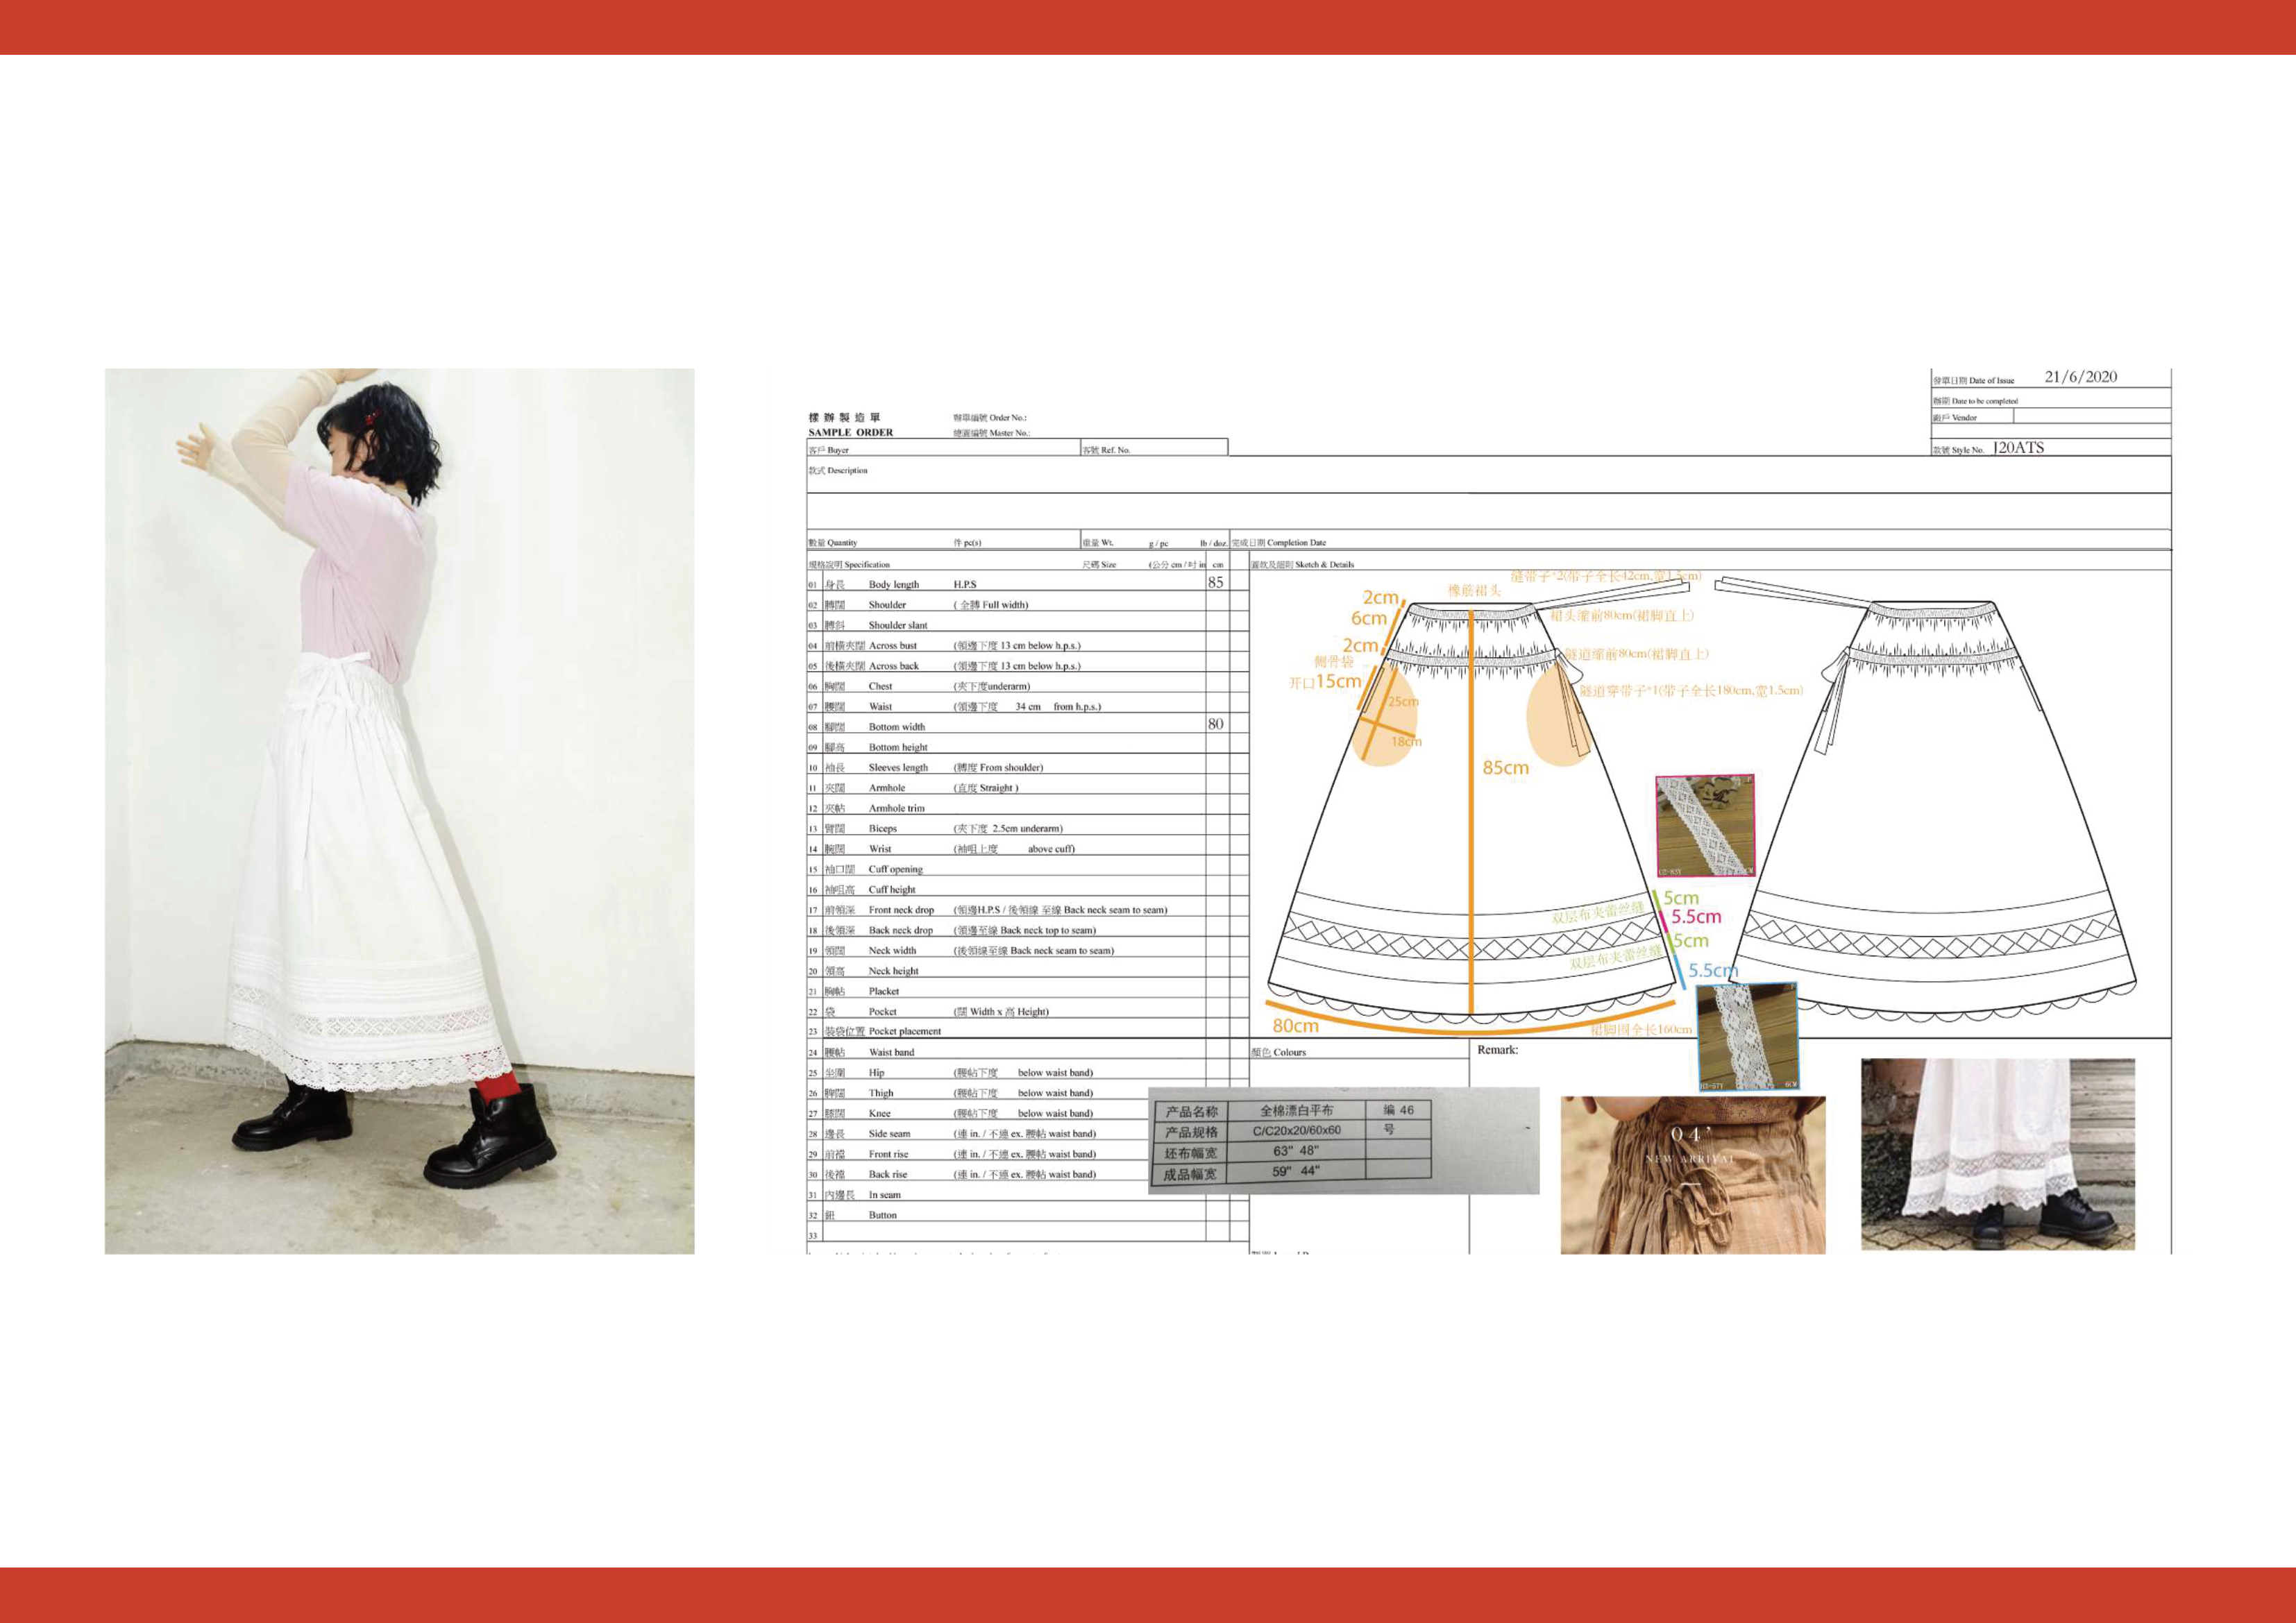 發單日期 Date of Issue 21/6/2020
辦期 Date to be completed
廠戶 Vendor
款號 Style No. J20ATS
樣辦製造單 辦單編號 Order No.:
SAMPLE ORDER 總圖編號 Master No.:
客戶 Buyer 客號 Ref. No.
款式 Description
數量 Quantity 件 pc(s) 重量 Wt. g / pc lb / doz. 完成日期 Completion Date
規格說明 Specification 尺碼 Size (公分 cm / 吋 in cm 圖紋及細則 Sketch & Details
01 身長 Body length H.P.S 85
02 膊闊 Shoulder (全膊 Full width)
03 膊斜 Shoulder slant
04 前橫夾闊 Across bust (領邊下度 13 cm below h.p.s.)
05 後橫夾闊 Across back (領邊下度 13 cm below h.p.s.)
06 胸闊 Chest (夾下度underarm)
07 腰闊 Waist (領邊下度 34 cm from h.p.s.)
08 腳闊 Bottom width 80
09 腳高 Bottom height
10 袖長 Sleeves length (膊度 From shoulder)
11 夾闊 Armhole (直度 Straight )
12 夾帖 Armhole trim
13 臂闊 Biceps (夾下度 2.5cm underarm)
14 腕闊 Wrist (袖咀上度 above cuff)
15 袖口闊 Cuff opening
16 袖咀高 Cuff height
17 前領深 Front neck drop (領邊H.P.S / 後領線 至線 Back neck seam to seam)
18 後領深 Back neck drop (領邊至線 Back neck top to seam)
19 領闊 Neck width (後領線至線 Back neck seam to seam)
20 領高 Neck height
21 胸帖 Placket
22 袋 Pocket (闊 Width x 高 Height)
23 裝袋位置 Pocket placement
24 腰帖 Waist band
25 坐圍 Hip (腰帖下度 below waist band)
26 脾闊 Thigh (腰帖下度 below waist band)
27 膝闊 Knee (腰帖下度 below waist band)
28 邊長 Side seam (連 in. / 不連 ex. 腰帖 waist band)
29 前襠 Front rise (連 in. / 不連 ex. 腰帖 waist band)
30 後襠 Back rise (連 in. / 不連 ex. 腰帖 waist band)
31 內邊長 In seam
32 鈕 Button
33
缝带子*2(带子全长42cm,宽1.5cm)
橡筋裙头
2cm
6cm
裙头缩前80cm(裙脚直上)
2cm
隧道缩前80cm(裙脚直上)
侧骨袋
开口15cm
隧道穿带子*1(带子全长180cm,宽1.5cm)
25cm
18cm
85cm
5cm
双层布夹蕾丝缝
5.5cm
5cm
双层布夹蕾丝缝
5.5cm
80cm
裙脚围全长160cm
顏色 Colours
Remark:
产品名称 全棉漂白平布 编 46
产品规格 C/C20x20/60x60 号
坯布幅宽 63" 48"
成品幅宽 59" 44"
04'
NEW ARRIVAL
6CM